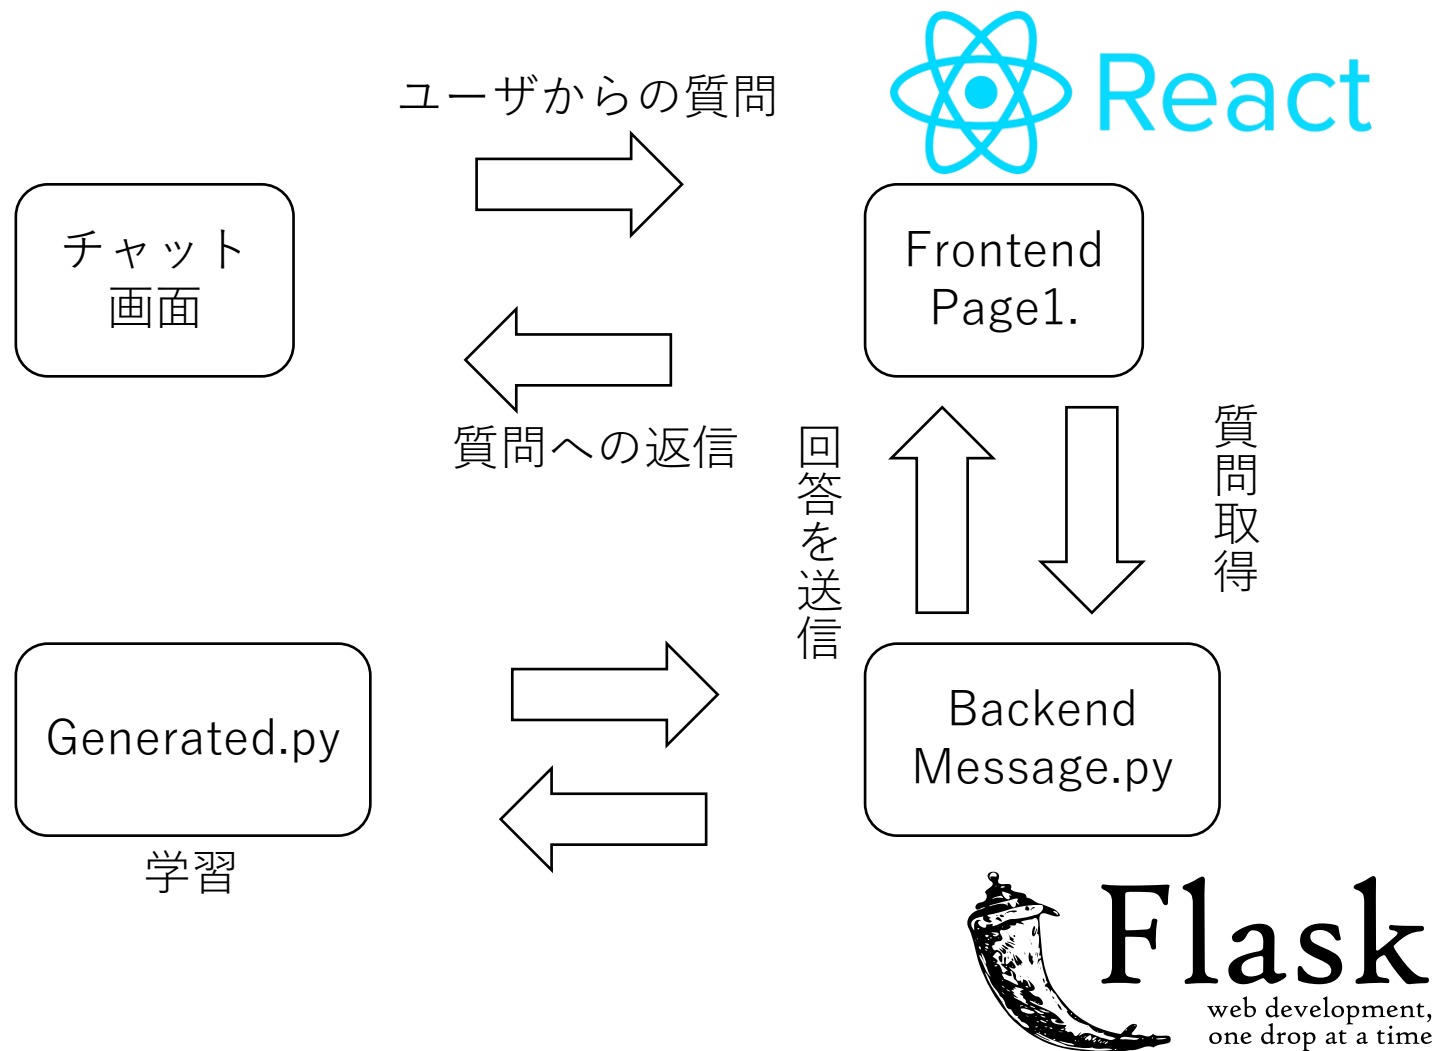 ユーザからの質問
React
チャット
画面
Frontend
Page1.
質問への返信
回答を送信
質問取得
Generated.py
学習
Backend
Message.py
Flask
web development,
one drop at a time